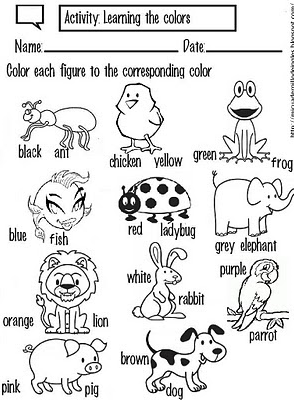 Activity: Learning the colors
Name: Date:
Color each figure to the corresponding color
black ant
chicken yellow
green frog
blue fish
red ladybug
grey elephant
orange lion
white rabbit
purple parrot
pink pig
brown dog